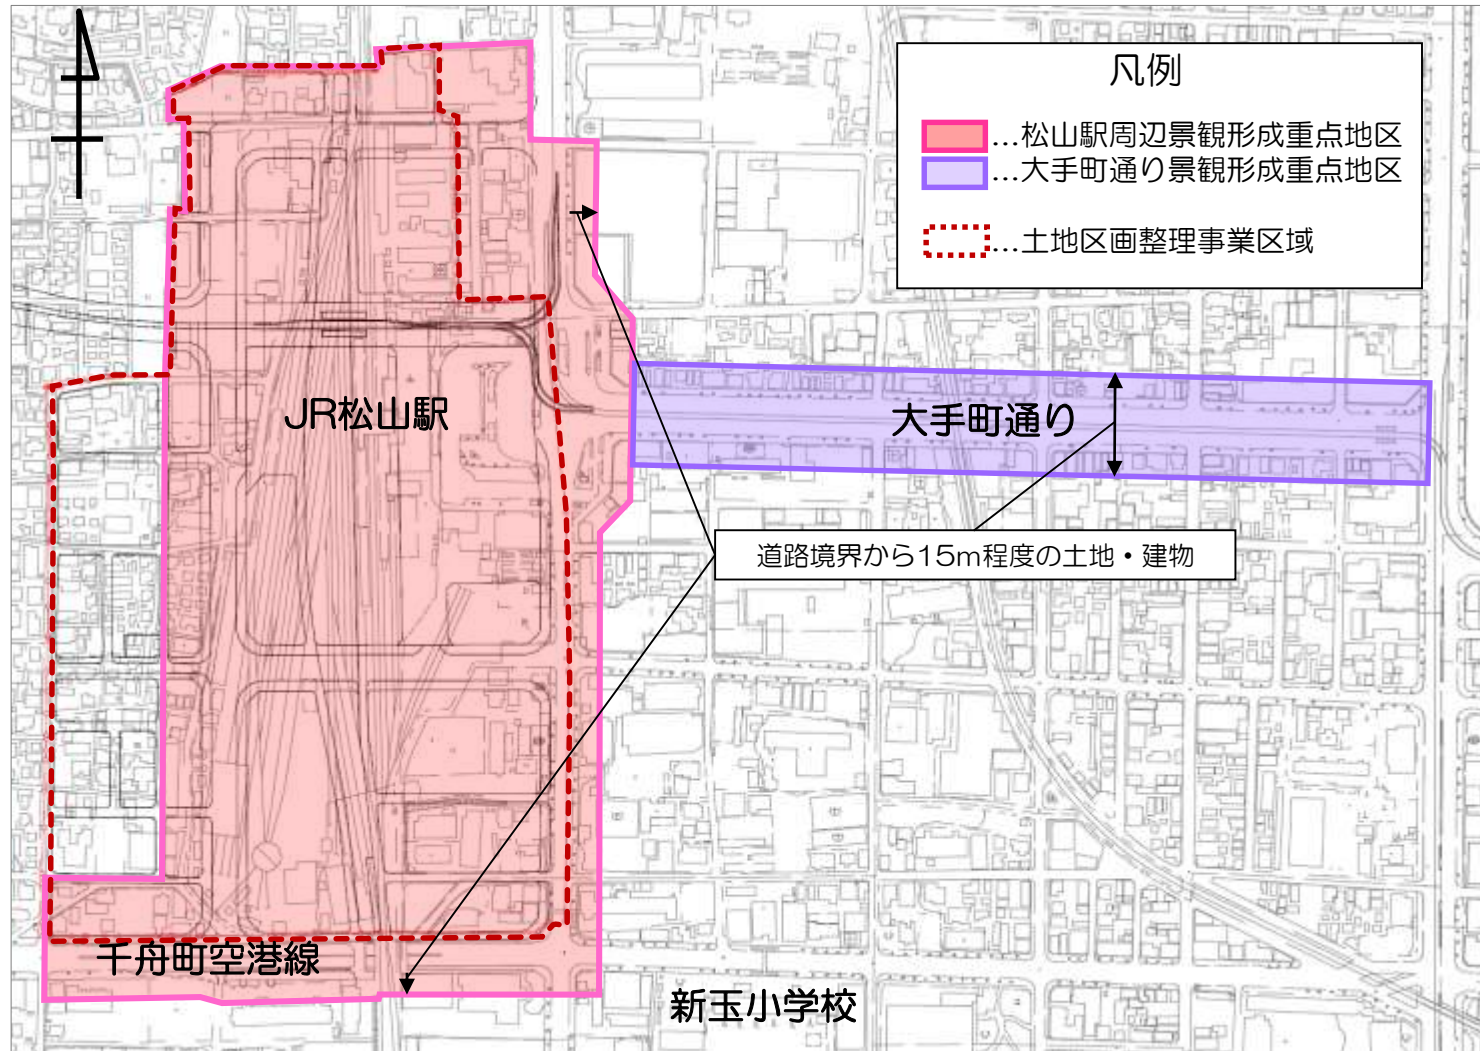 凡例
…松山駅周辺景観形成重点地区
…大手町通り景観形成重点地区
…土地区画整理事業区域
JR松山駅
大手町通り
道路境界から15m程度の土地・建物
千舟町空港線
新玉小学校